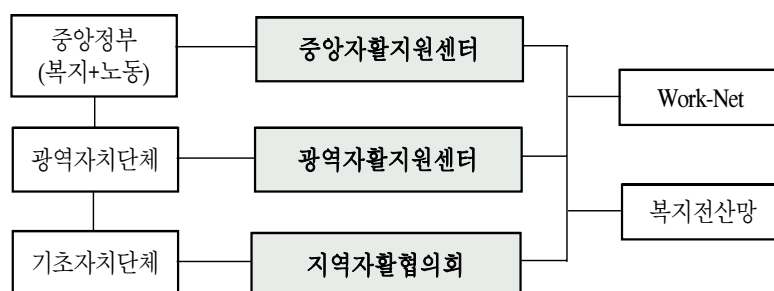 중앙정부
(복지+노동)
중앙자활지원센터
Work-Net
광역자치단체
광역자활지원센터
복지전산망
기초자치단체
지역자활협의회